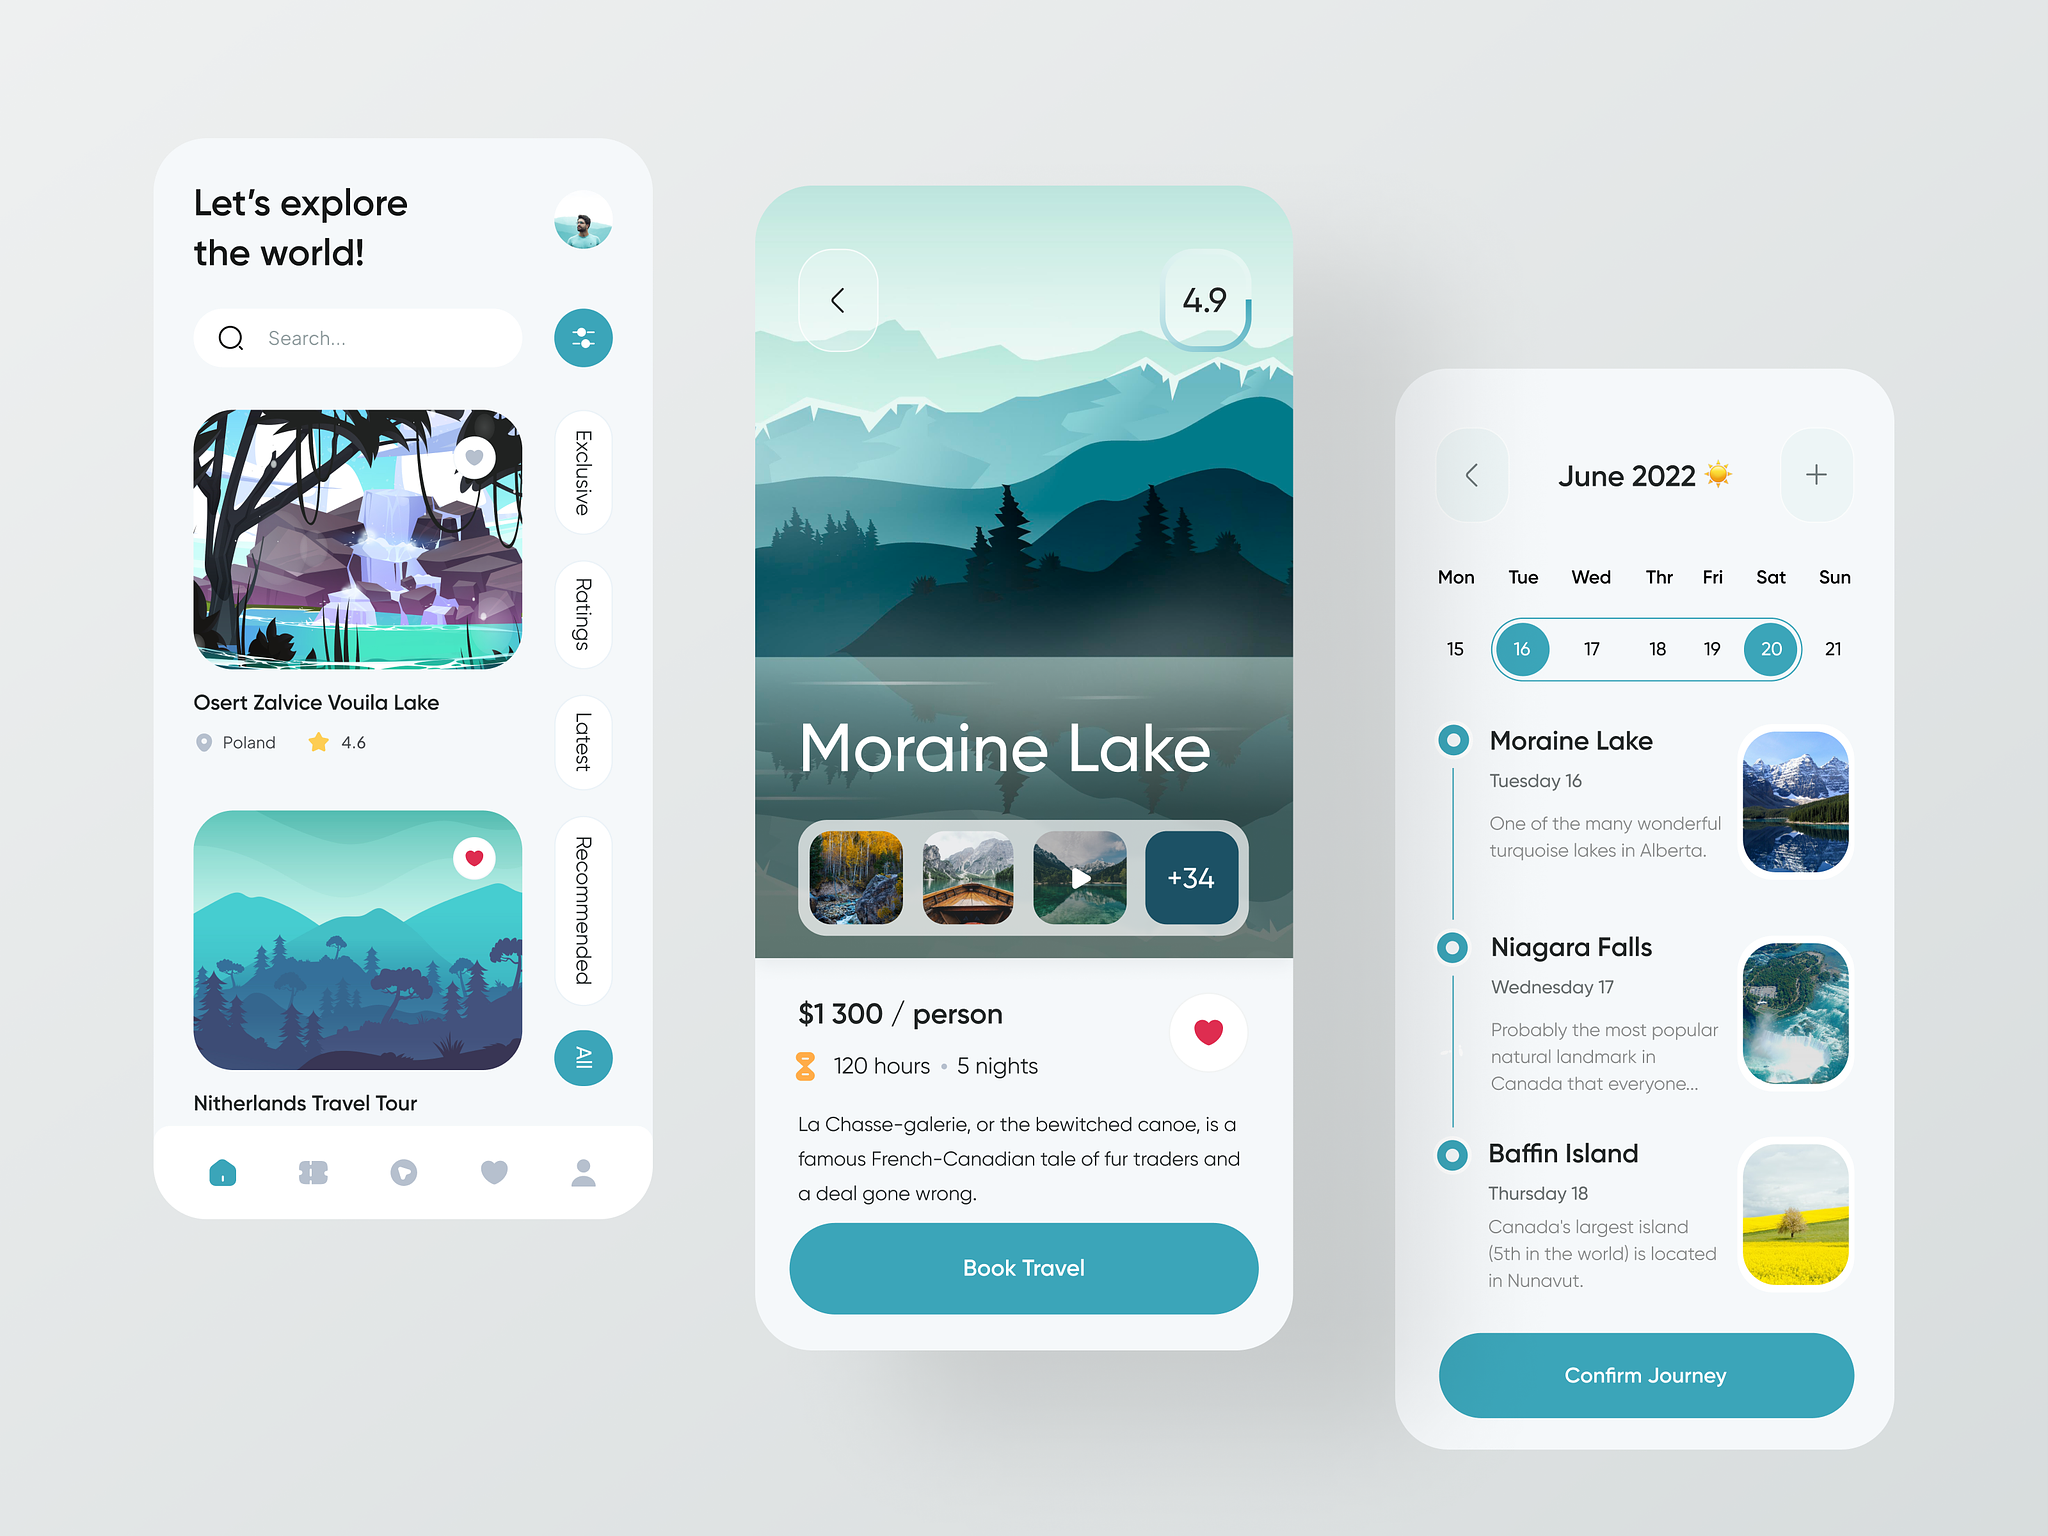 Let's explore
the world!
Search...
Exclusive
Ratings
Latest
Recommended
All
Osert Zalvice Vouila Lake
Poland 4.6
Nitherlands Travel Tour
4.9
Moraine Lake
+34
$1 300 / person
120 hours • 5 nights
La Chasse-galerie, or the bewitched canoe, is a
famous French-Canadian tale of fur traders and
a deal gone wrong.
Book Travel
June 2022
Mon Tue Wed Thr Fri Sat Sun
15 16 17 18 19 20 21
Moraine Lake
Tuesday 16
One of the many wonderful
turquoise lakes in Alberta.
Niagara Falls
Wednesday 17
Probably the most popular
natural landmark in
Canada that everyone...
Baffin Island
Thursday 18
Canada's largest island
(5th in the world) is located
in Nunavut.
Confirm Journey